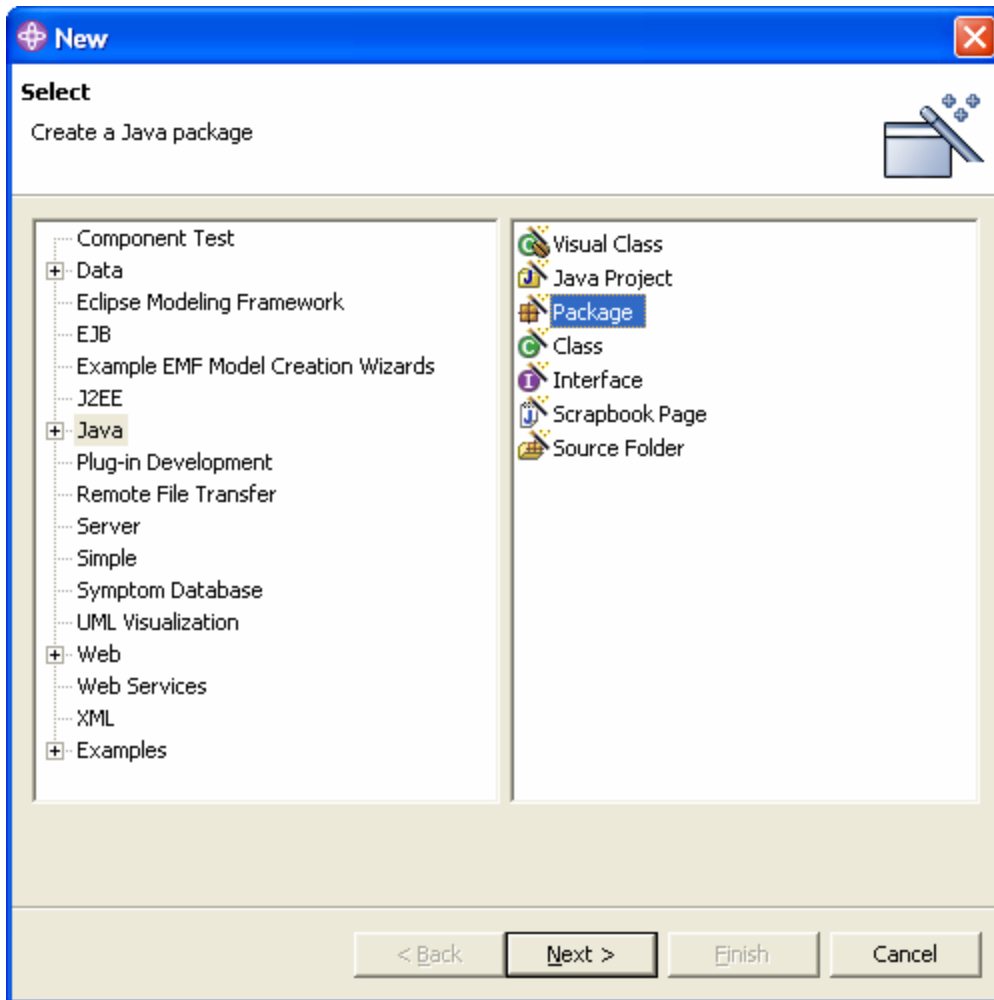 New
Select
Create a Java package
Component Test
Data
Eclipse Modeling Framework
EJB
Example EMF Model Creation Wizards
J2EE
Java
Plug-in Development
Remote File Transfer
Server
Simple
Symptom Database
UML Visualization
Web
Web Services
XML
Examples
Visual Class
Java Project
Package
Class
Interface
Scrapbook Page
Source Folder
< Back
Next >
Finish
Cancel